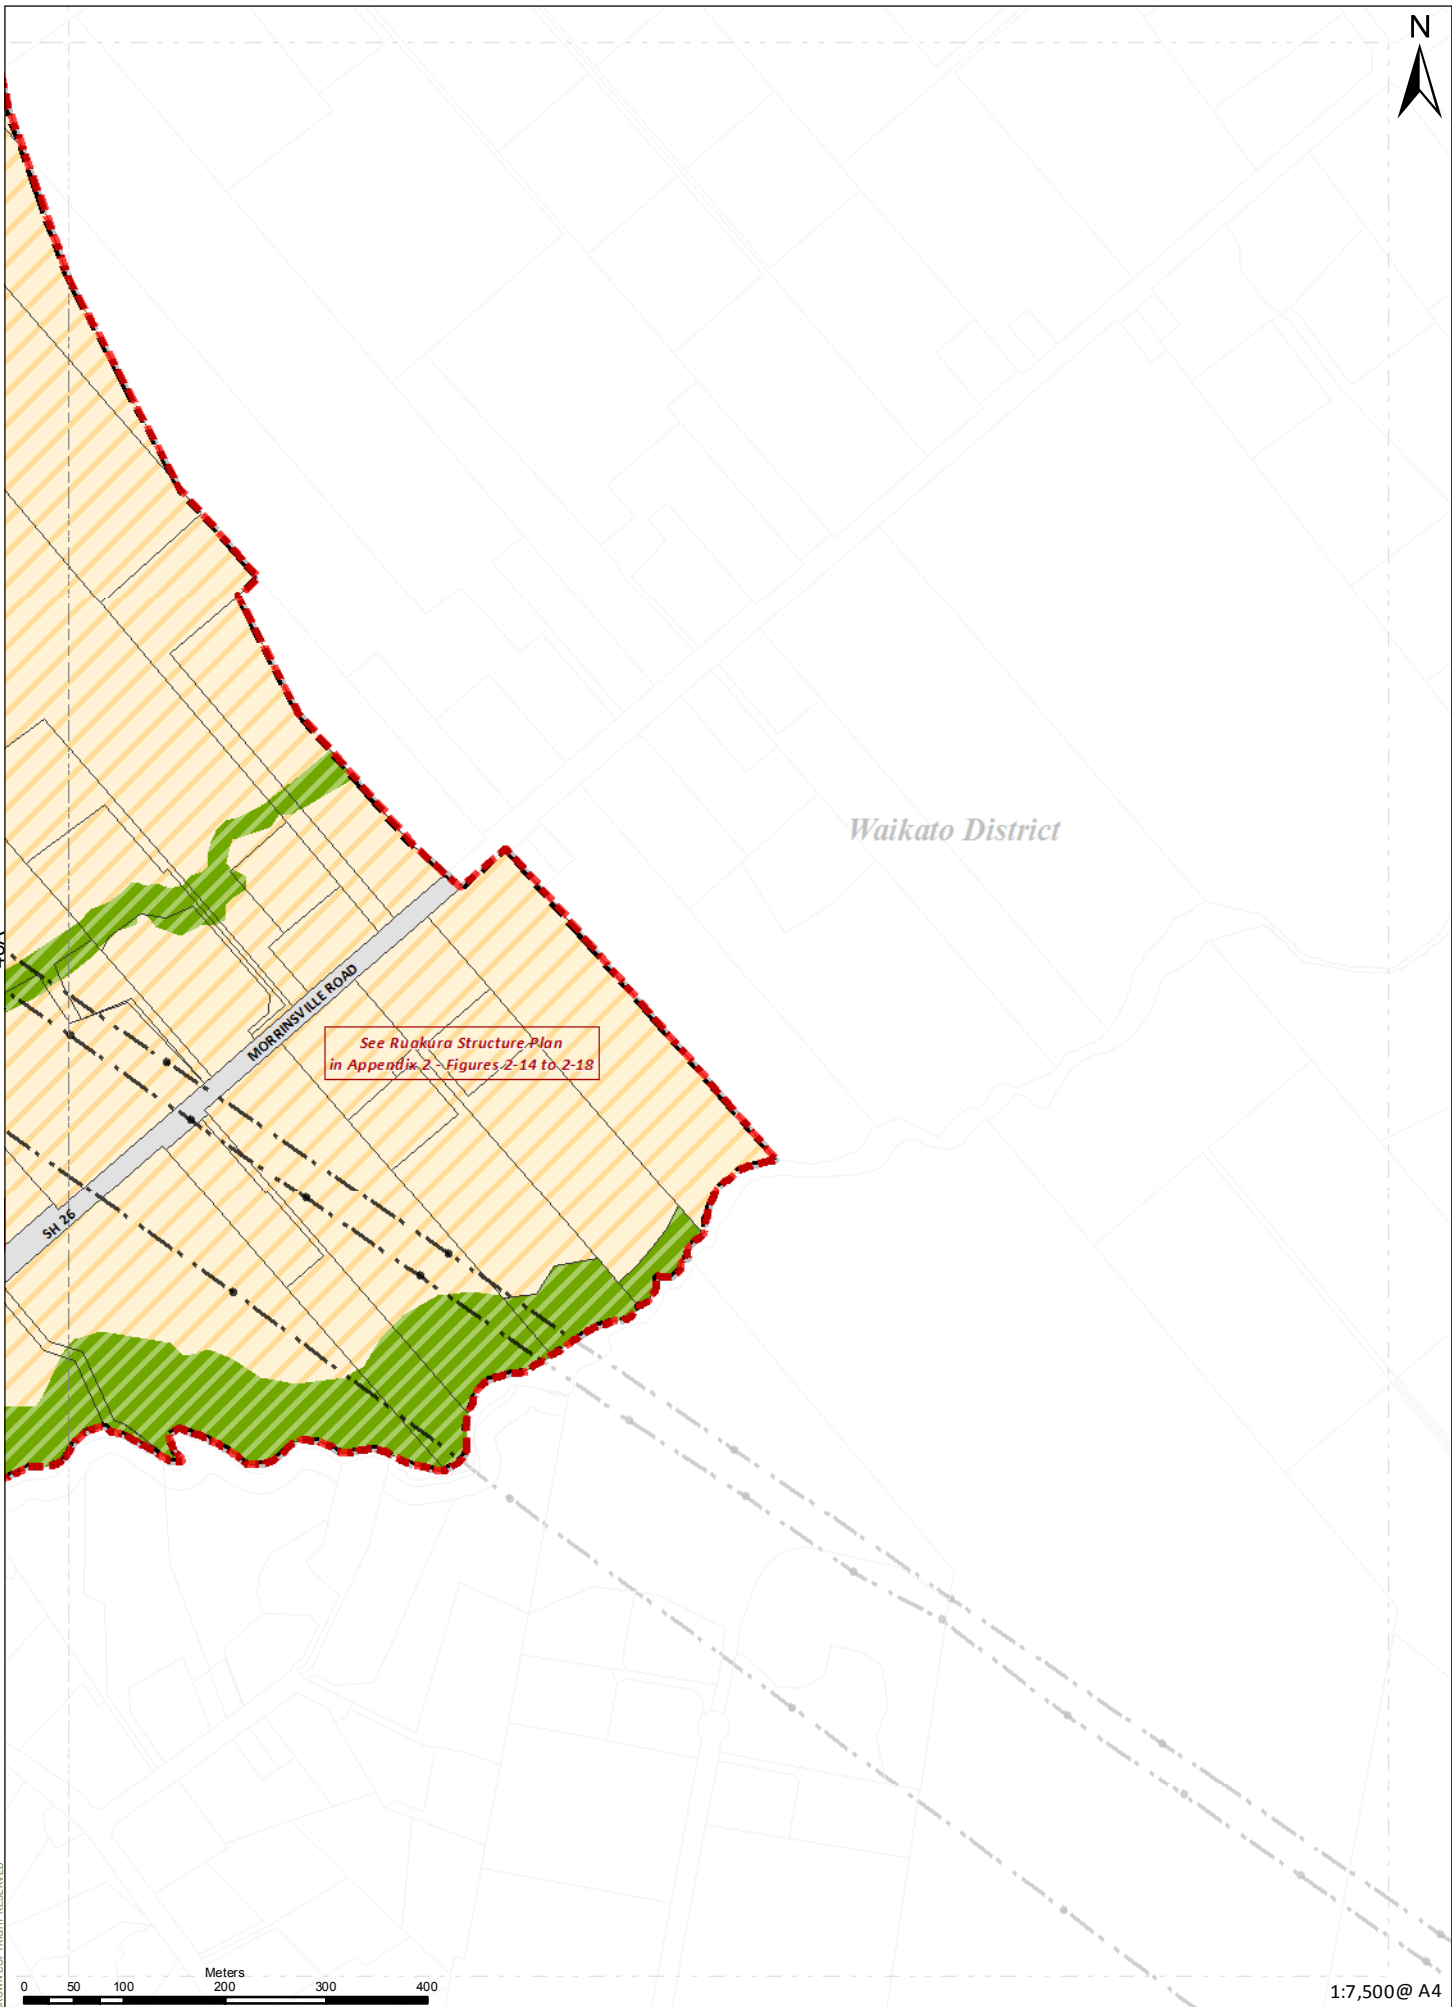 N
Waikato District
MORRINSVILLE ROAD
See Ruakura Structure Plan
in Appendix 2 - Figures 2-14 to 2-18
SH 26
Meters
0 50 100 200 300 400
1:7,500@ A4